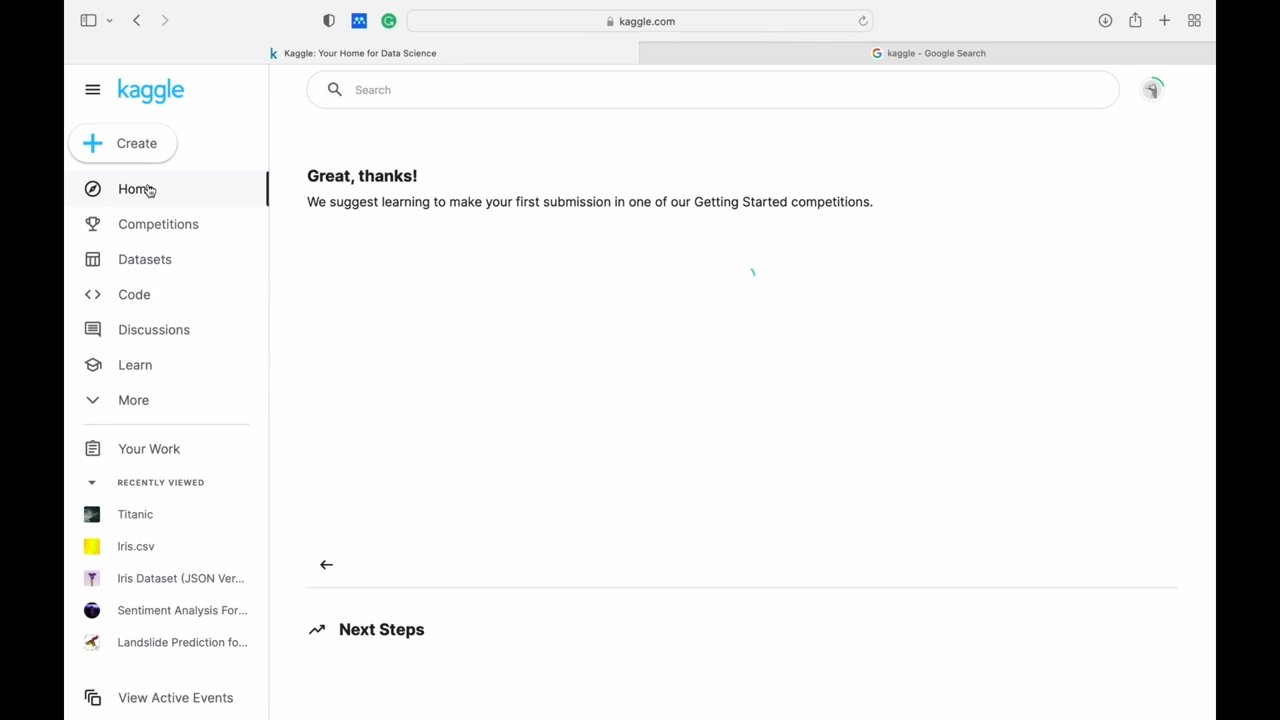 kaggle.com
Kaggle: Your Home for Data Science
kaggle - Google Search
kaggle
Search
Create
Home
Competitions
Datasets
Code
Discussions
Learn
More
Your Work
RECENTLY VIEWED
Titanic
Iris.csv
Iris Dataset (JSON Ver...
Sentiment Analysis For...
Landslide Prediction fo...
View Active Events
Great, thanks!
We suggest learning to make your first submission in one of our Getting Started competitions.
Next Steps